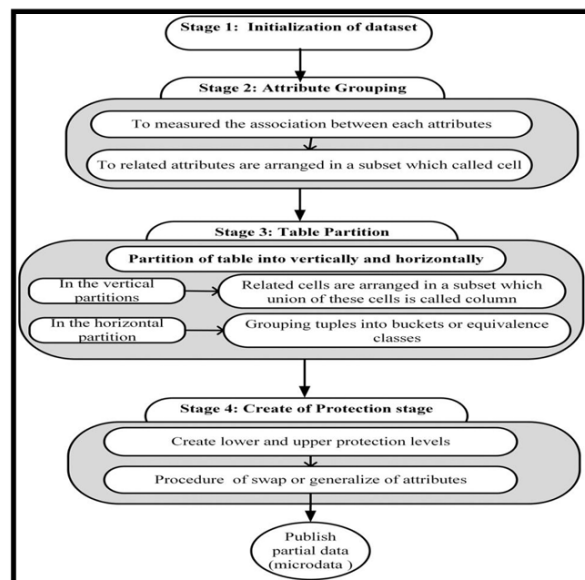 Stage 1: Initialization of dataset
Stage 2: Attribute Grouping
To measured the association between each attributes
To related attributes are arranged in a subset which called cell
Stage 3: Table Partition
Partition of table into vertically and horizontally
In the vertical
partitions
Related cells are arranged in a subset which
union of these cells is called column
In the horizontal
partition
Grouping tuples into buckets or equivalence
classes
Stage 4: Create of Protection stage
Create lower and upper protection levels
Procedure of swap or generalize of attributes
Publish
partial data
(microdata )